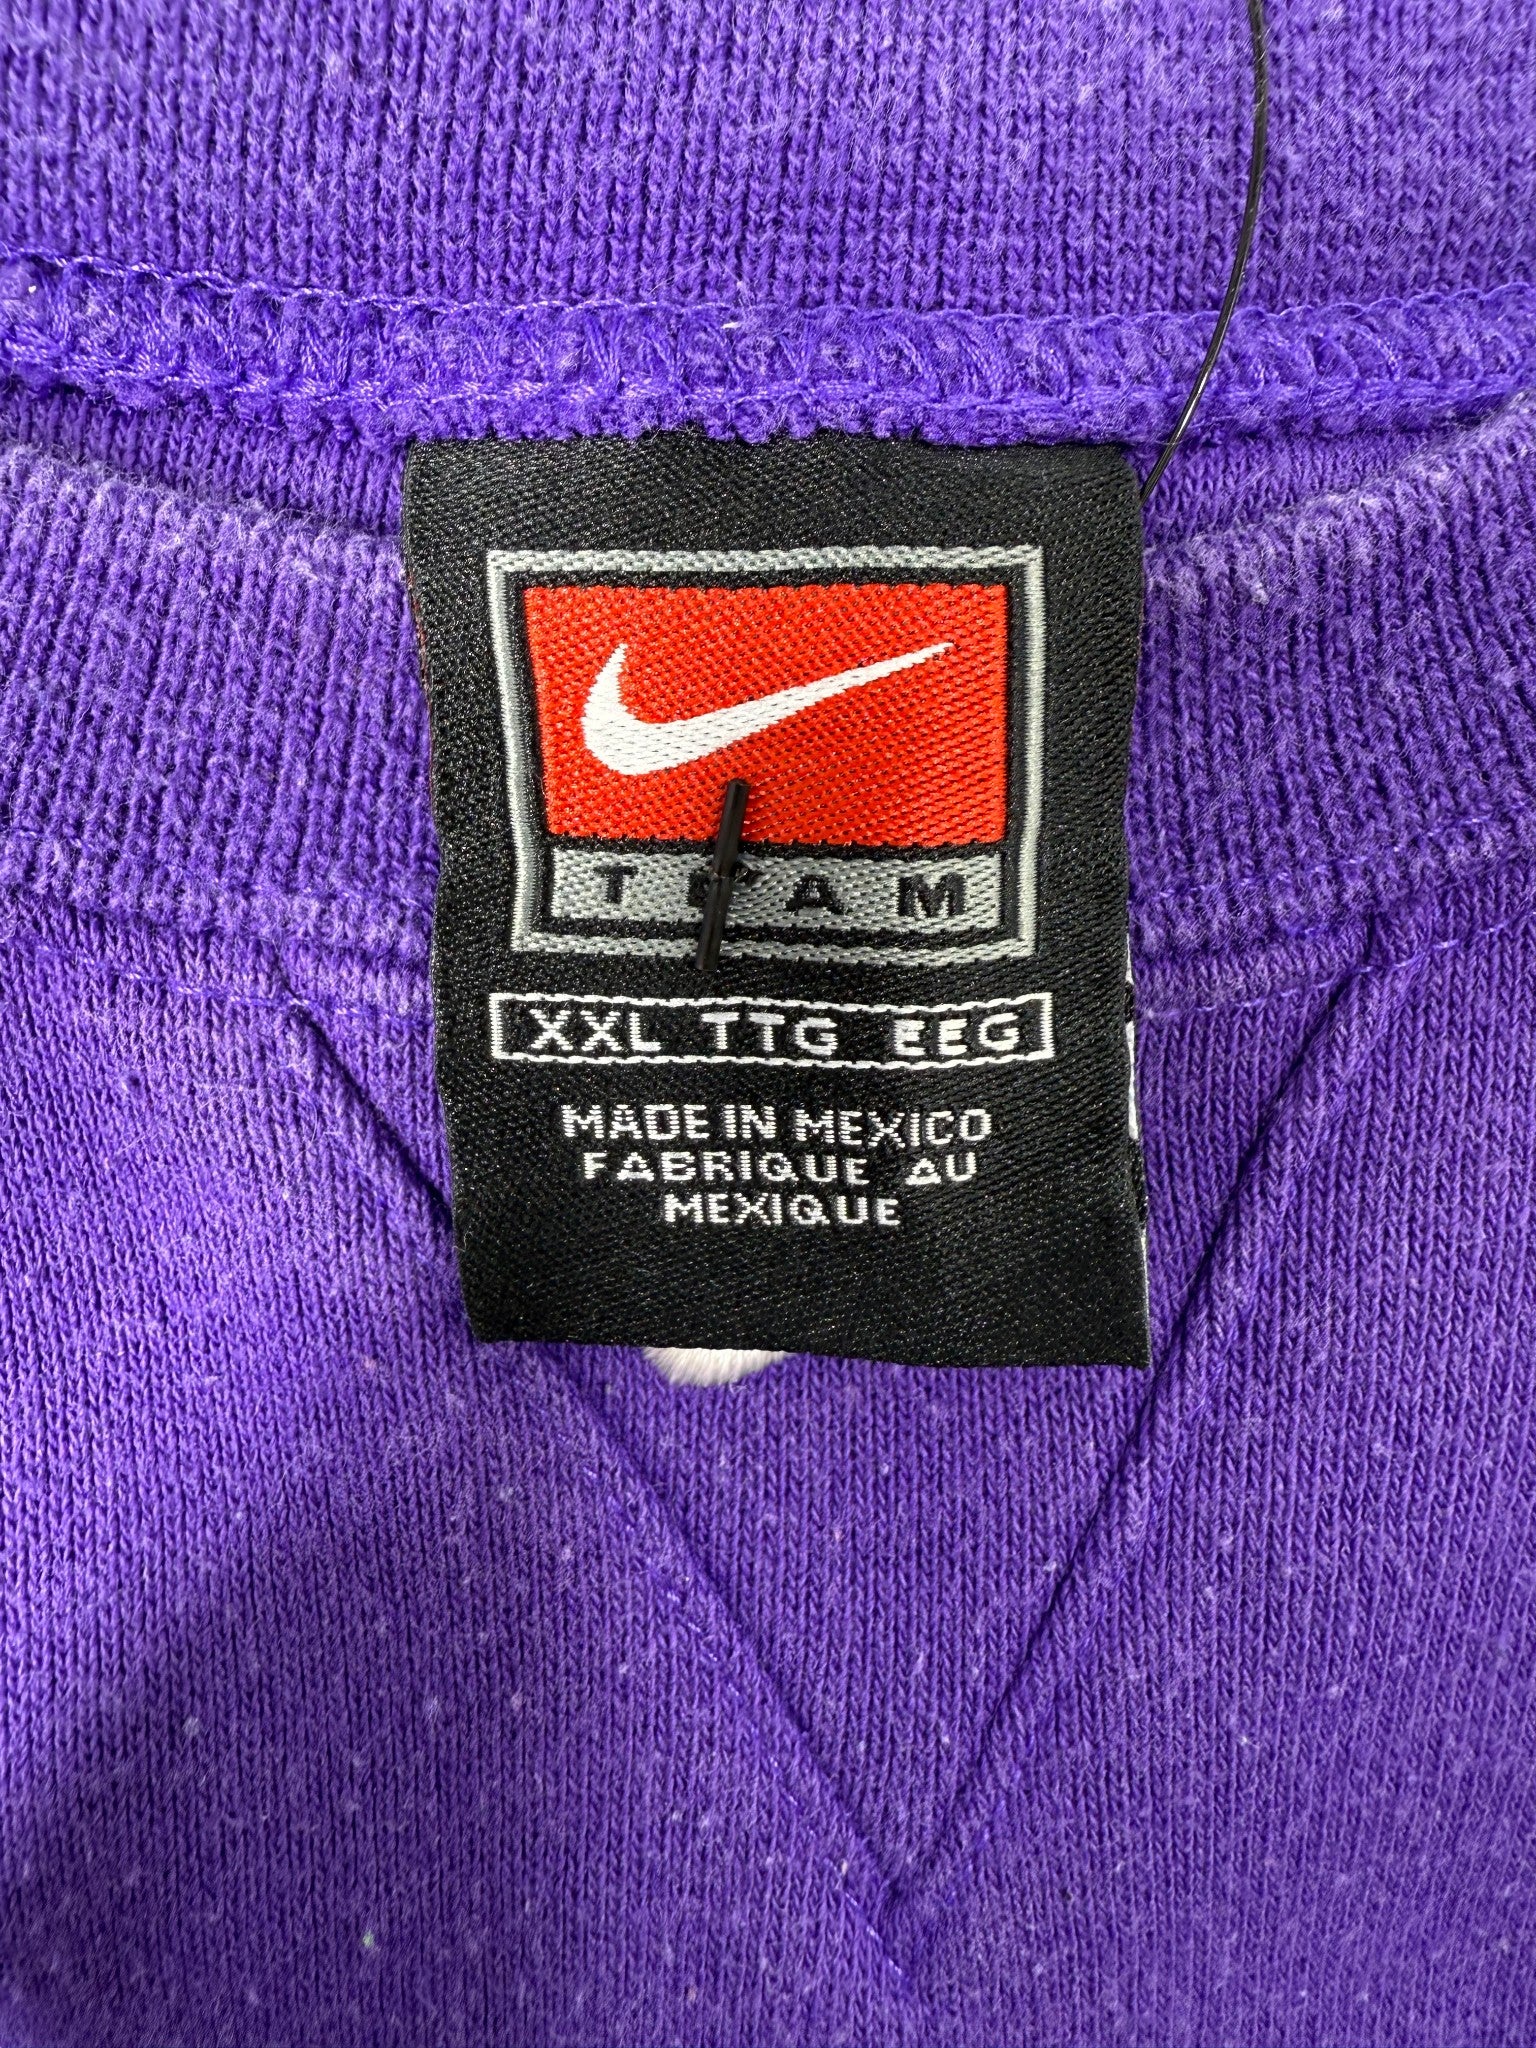 TEAM
XXL TTG EEG
MADE IN MEXICO
FABRIQUE AU
MEXIQUE